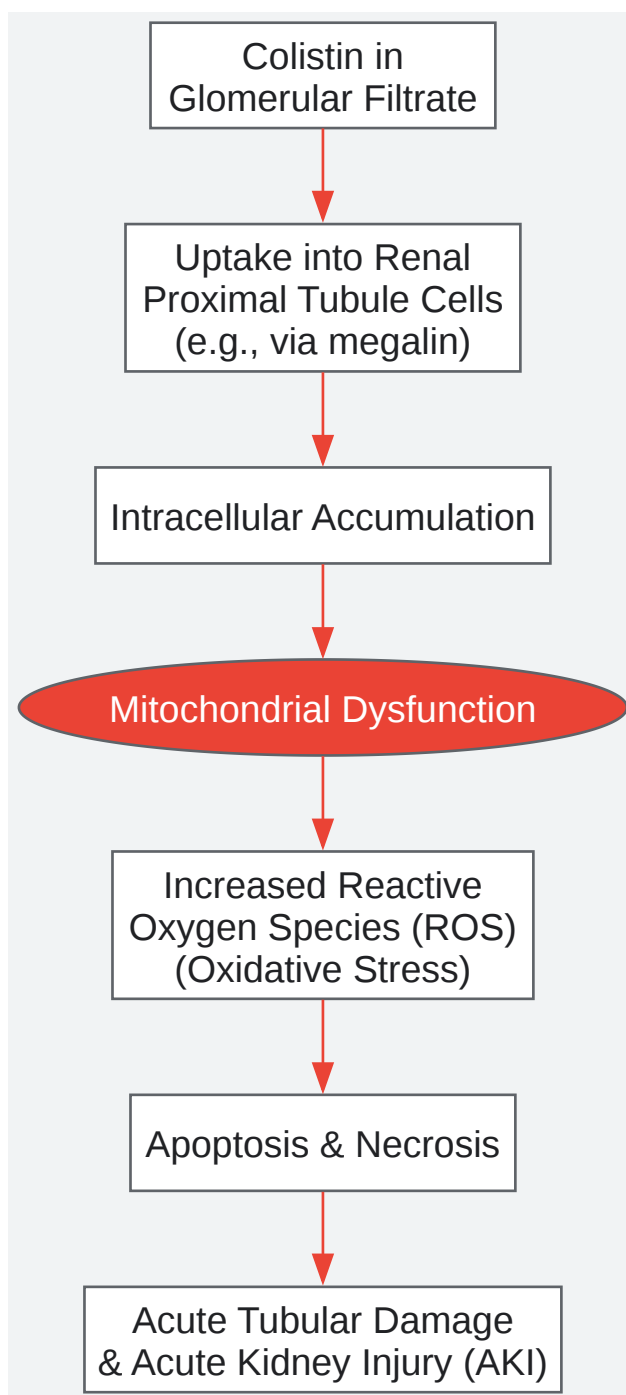 Colistin in
Glomerular Filtrate
Uptake into Renal
Proximal Tubule Cells
(e.g., via megalin)
Intracellular Accumulation
Mitochondrial Dysfunction
Increased Reactive
Oxygen Species (ROS)
(Oxidative Stress)
Apoptosis & Necrosis
Acute Tubular Damage
& Acute Kidney Injury (AKI)